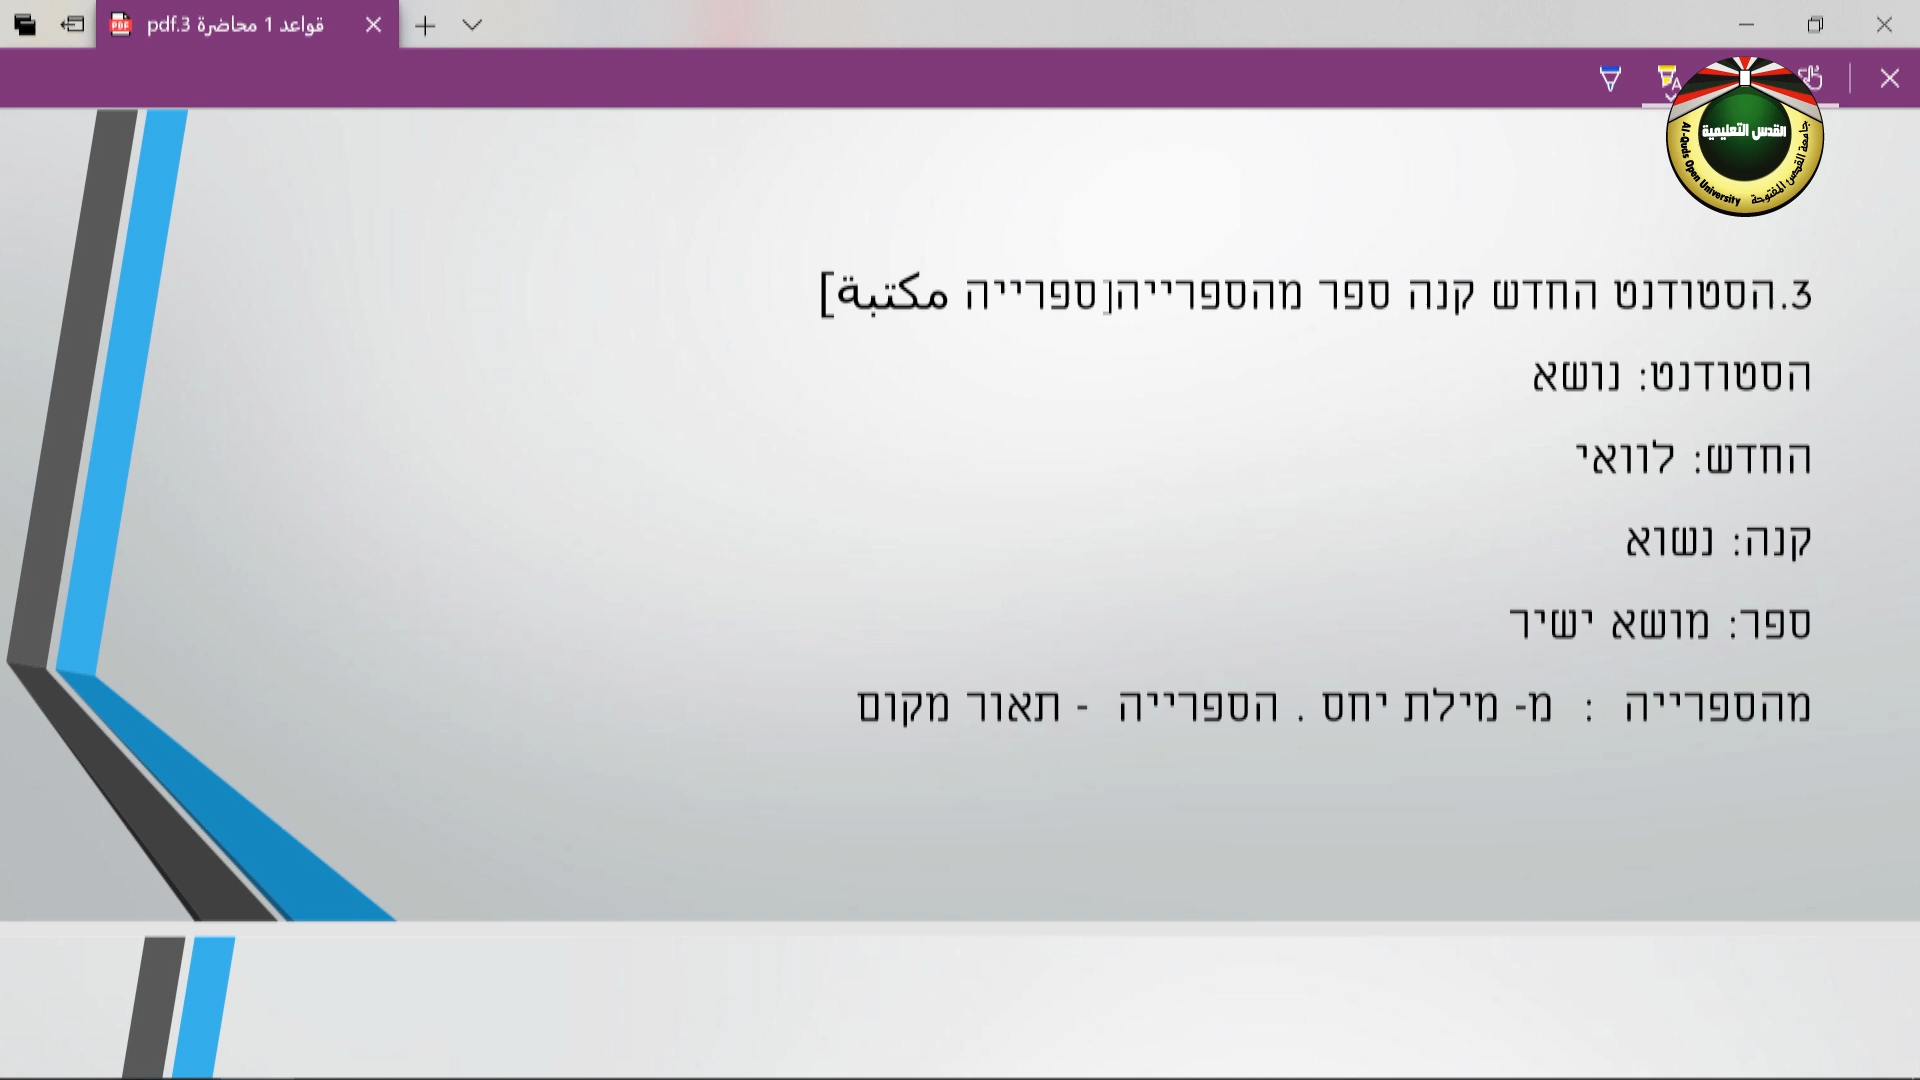 قواعد 1 محاضرة 3.pdf
القدس التعليمية
جامعة القدس المفتوحة
Al-Quds Open University
3.הסטודנט החדש קנה ספר מהספרייה[ספרייה مكتبة]
הסטודנט: נושא
החדש: לוואי
קנה: נשוא
ספר: מושא ישיר
מהספרייה : מ- מילת יחס . הספרייה - תאור מקום